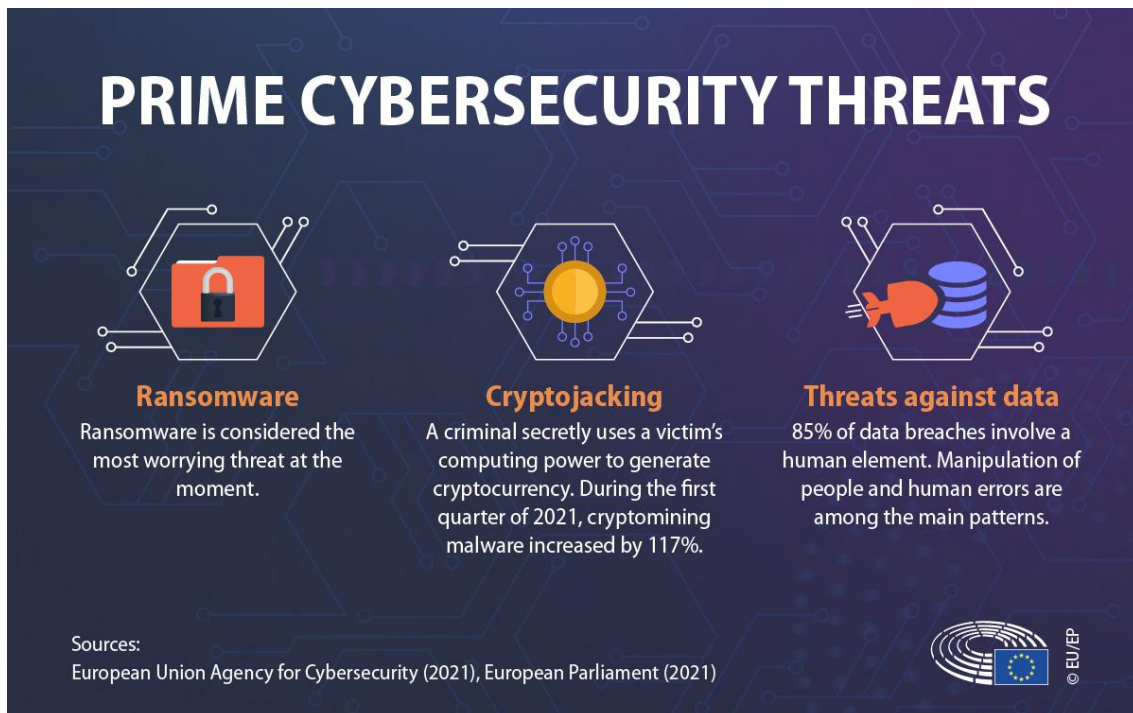 PRIME CYBERSECURITY THREATS
Ransomware
Ransomware is considered the
most worrying threat at the
moment.
Cryptojacking
A criminal secretly uses a victim's
computing power to generate
cryptocurrency. During the first
quarter of 2021, cryptomining
malware increased by 117%.
Threats against data
85% of data breaches involve a
human element. Manipulation of
people and human errors are
among the main patterns.
Sources:
European Union Agency for Cybersecurity (2021), European Parliament (2021)
© EU/EP